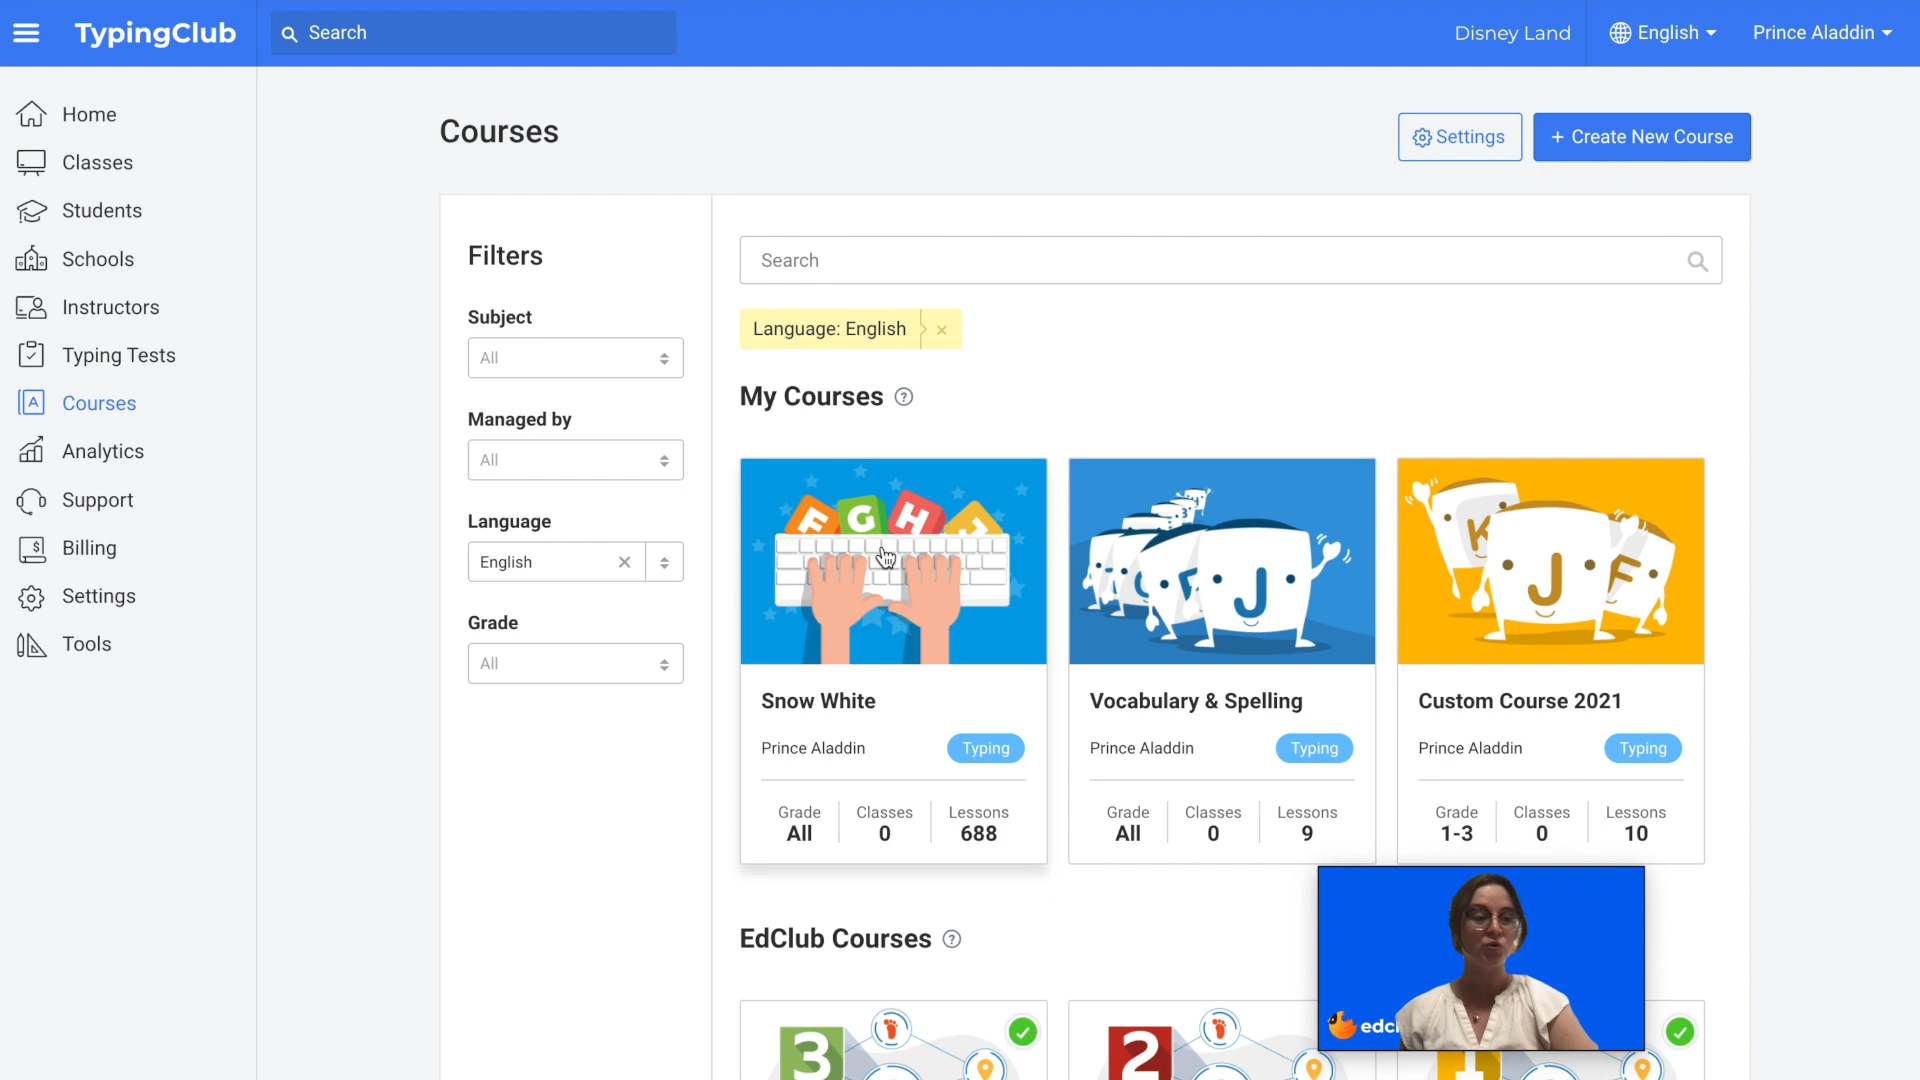 TypingClub
Search
Disney Land
English
Prince Aladdin
Home
Classes
Students
Schools
Instructors
Typing Tests
Courses
Analytics
Support
Billing
Settings
Tools
Courses
Settings
+ Create New Course
Filters
Subject
All
Managed by
All
Language
English
Grade
All
Search
Language: English ×
My Courses ?
F G H J
Snow White
Prince Aladdin
Typing
Grade Classes Lessons
All 0 688
J
Vocabulary & Spelling
Prince Aladdin
Typing
Grade Classes Lessons
All 0 9
K J F
Custom Course 2021
Prince Aladdin
Typing
Grade Classes Lessons
1-3 0 10
EdClub Courses ?
3
2
1
edcl